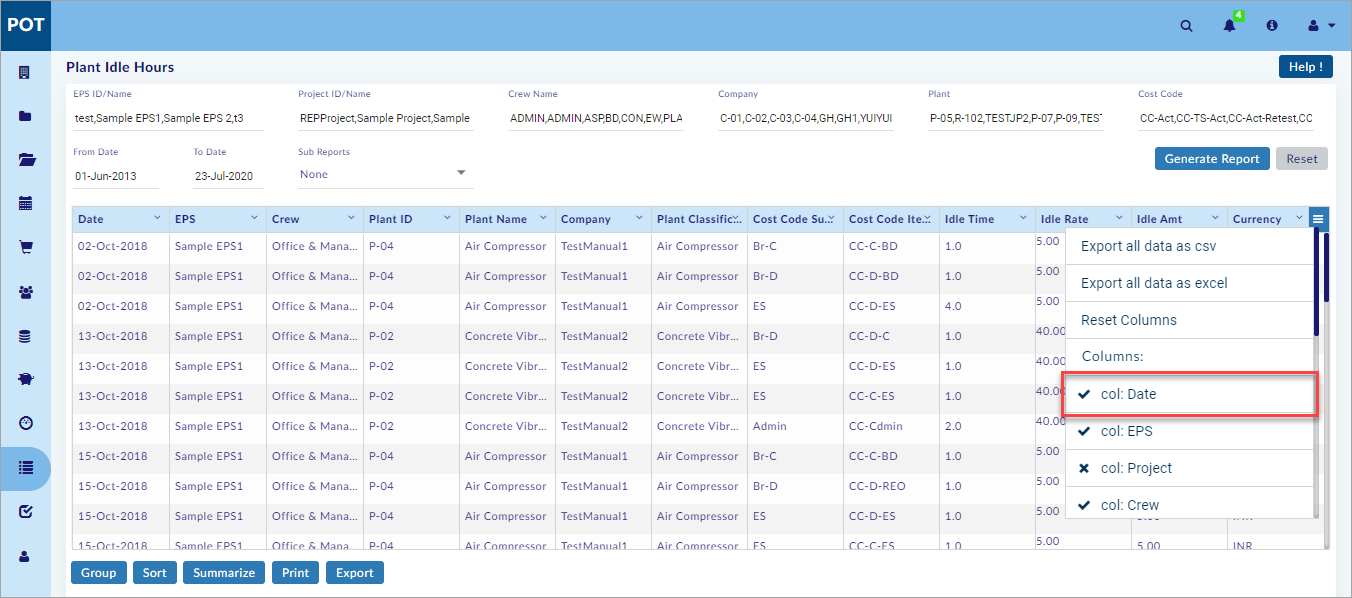 POT
4
Plant Idle Hours
Help !
EPS ID/Name Project ID/Name Crew Name Company Plant Cost Code
test,Sample EPS1,Sample EPS 2,t3 REPProject,Sample Project,Sample ADMIN,ADMIN,ASP,BD,CON,EW,PLA C-01,C-02,C-03,C-04,GH,GH1,YUIYUI P-05,R-102,TESTJP2,P-07,P-09,TEST CC-Act,CC-TS-Act,CC-Act-Retest,CC
From Date To Date Sub Reports
01-Jun-2013 23-Jul-2020 None
Generate Report Reset
Date EPS Crew Plant ID Plant Name Company Plant Classific... Cost Code Su... Cost Code Ite... Idle Time Idle Rate Idle Amt Currency
02-Oct-2018 Sample EPS1 Office & Mana... P-04 Air Compressor TestManual1 Air Compressor Br-C CC-C-BD 1.0 5.00
02-Oct-2018 Sample EPS1 Office & Mana... P-04 Air Compressor TestManual1 Air Compressor Br-D CC-D-BD 1.0 5.00
02-Oct-2018 Sample EPS1 Office & Mana... P-04 Air Compressor TestManual1 Air Compressor ES CC-D-ES 4.0 5.00
13-Oct-2018 Sample EPS1 Office & Mana... P-02 Concrete Vibr... TestManual2 Concrete Vibr... Br-D CC-D-C 1.0 40.00
13-Oct-2018 Sample EPS1 Office & Mana... P-02 Concrete Vibr... TestManual2 Concrete Vibr... ES CC-D-ES 1.0 40.00
13-Oct-2018 Sample EPS1 Office & Mana... P-02 Concrete Vibr... TestManual2 Concrete Vibr... ES CC-C-ES 1.0 40.00
13-Oct-2018 Sample EPS1 Office & Mana... P-02 Concrete Vibr... TestManual2 Concrete Vibr... Admin CC-Cdmin 2.0 40.00
15-Oct-2018 Sample EPS1 Office & Mana... P-04 Air Compressor TestManual1 Air Compressor Br-C CC-C-BD 1.0 5.00
15-Oct-2018 Sample EPS1 Office & Mana... P-04 Air Compressor TestManual1 Air Compressor Br-D CC-D-REO 1.0 5.00
15-Oct-2018 Sample EPS1 Office & Mana... P-04 Air Compressor TestManual1 Air Compressor ES CC-D-ES 1.0 5.00
15-Oct-2018 Sample EPS1 Office & Mana... P-04 Air Compressor TestManual1 Air Compressor ES CC-C-ES 1.0 5.00 5.00 INR
Export all data as csv
Export all data as excel
Reset Columns
Columns:
col: Date
col: EPS
col: Project
col: Crew
Group Sort Summarize Print Export